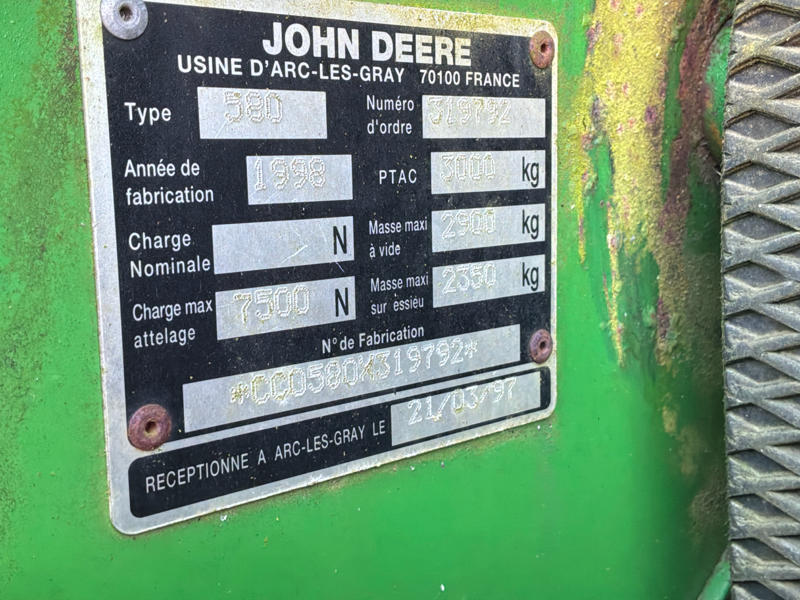 JOHN DEERE
USINE D'ARC-LES-GRAY 70100 FRANCE
Type 580
Numéro d'ordre 319792
Année de fabrication 1998
PTAC 3000 kg
Charge Nominale N
Masse maxi à vide 2900 kg
Charge max attelage 7500 N
Masse maxi sur essiéu 2350 kg
N° de Fabrication
*CC0580X319792*
RECEPTIONNE A ARC-LES-GRAY LE 21/03/97